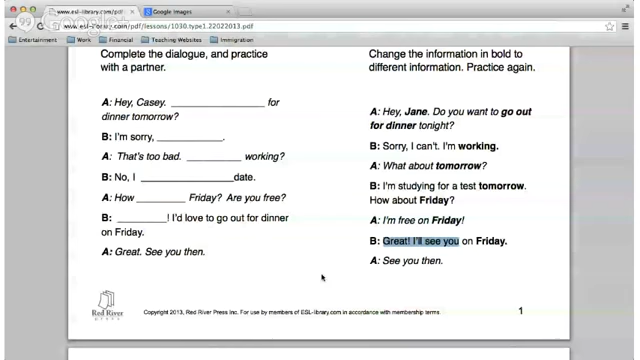 www.esl-library.com/pdf
Google Images
www.esl-library.com/pdf/lessons/1030.type1.22022013.pdf
Entertainment Work Financial Teaching Websites Immigration
Complete the dialogue, and practice
with a partner.
A: Hey, Casey. ______________ for
dinner tomorrow?
B: I'm sorry, __________.
A: That's too bad. ________ working?
B: No, I ______________date.
A: How _______ Friday? Are you free?
B: _______! I'd love to go out for dinner
on Friday.
A: Great. See you then.
Change the information in bold to
different information. Practice again.
A: Hey, Jane. Do you want to go out
for dinner tonight?
B: Sorry, I can't. I'm working.
A: What about tomorrow?
B: I'm studying for a test tomorrow.
How about Friday?
A: I'm free on Friday!
B: Great! I'll see you on Friday.
A: See you then.
Red River
PRESS
Copyright 2013, Red River Press Inc. For use by members of ESL-library.com in accordance with membership terms.
1